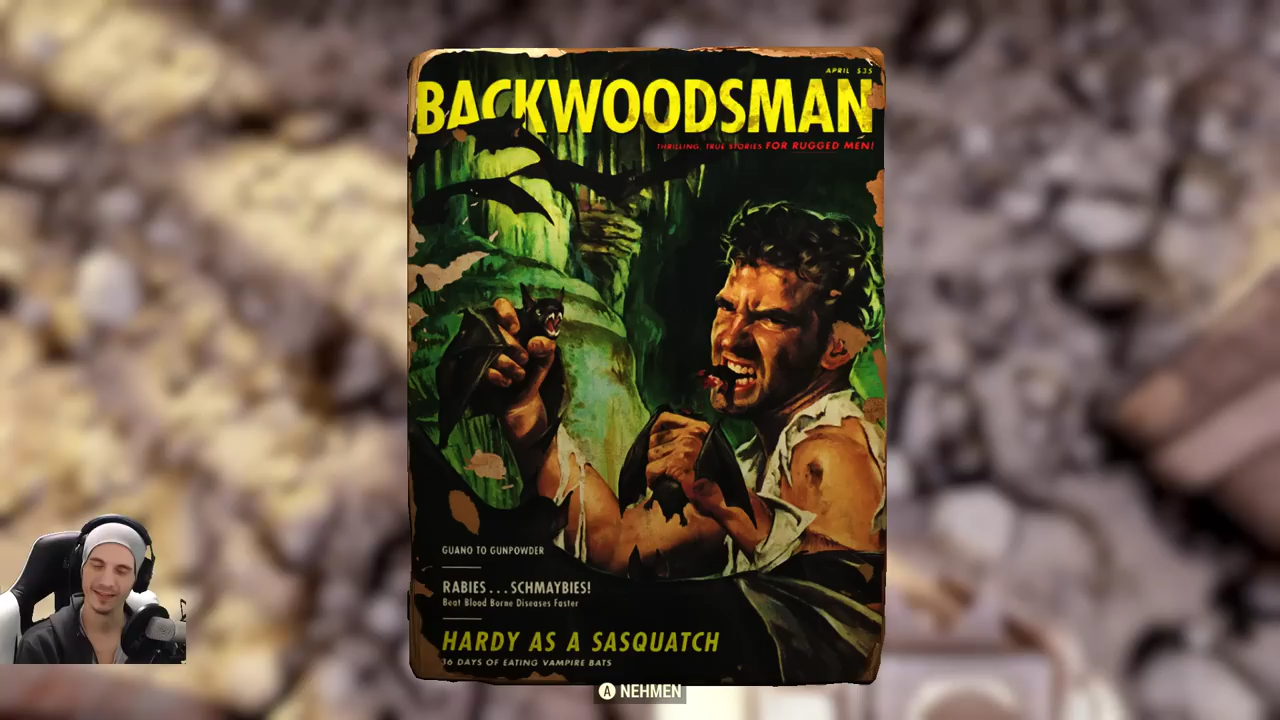 APRIL $35
BACKWOODSMAN
THRILLING, TRUE STORIES FOR RUGGED MEN!
GUANO TO GUNPOWDER
RABIES...SCHMAYBIES!
Beat Blood Borne Diseases Faster
HARDY AS A SASQUATCH
36 DAYS OF EATING VAMPIRE BATS
A NEHMEN